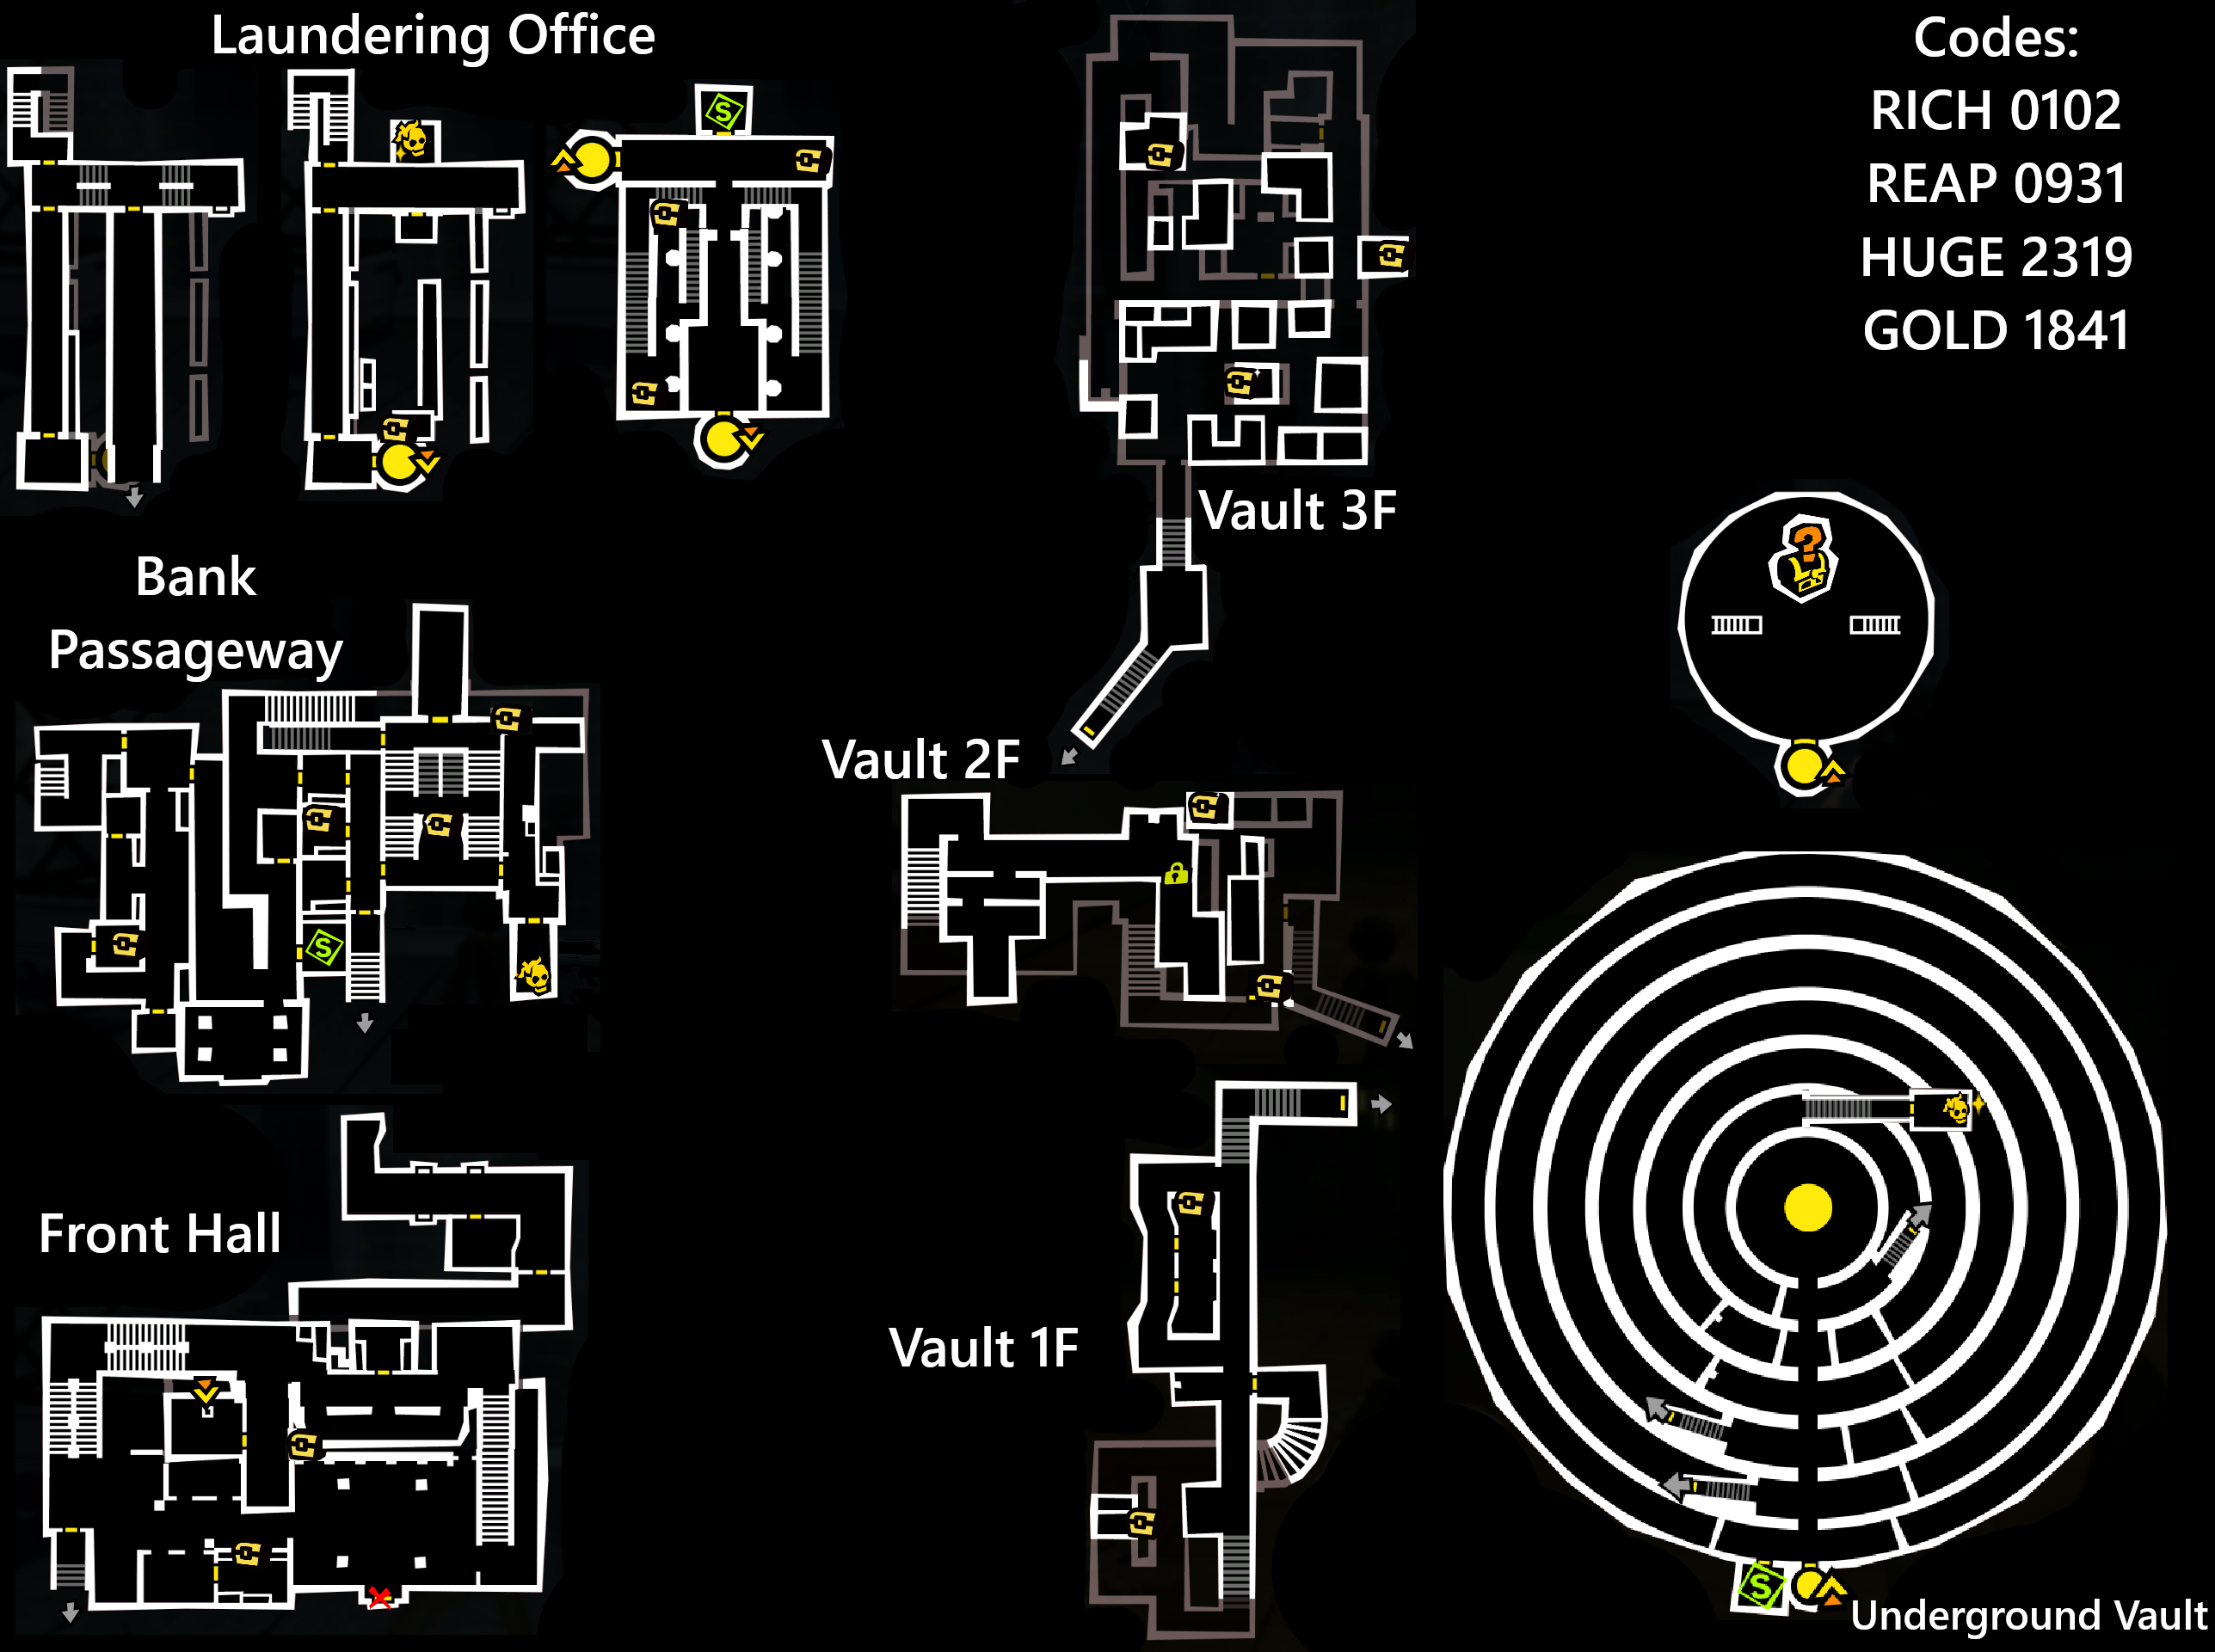 Laundering Office
Codes:
RICH 0102
REAP 0931
HUGE 2319
GOLD 1841
S
Vault 3F
Bank
Passageway
?
Vault 2F
S
Front Hall
Vault 1F
S
Underground Vault